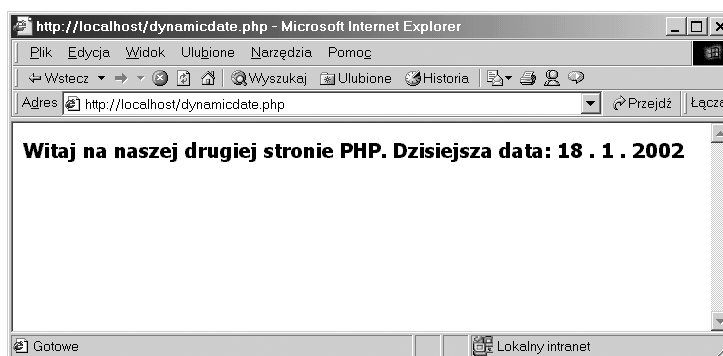 http://localhost/dynamicdate.php - Microsoft Internet Explorer
Plik Edycja Widok Ulubione Narzędzia Pomoc
Wstecz Wyszukaj Ulubione Historia
Adres http://localhost/dynamicdate.php Przejdź Łącza
Witaj na naszej drugiej stronie PHP. Dzisiejsza data: 18 . 1 . 2002
Gotowe Lokalny intranet